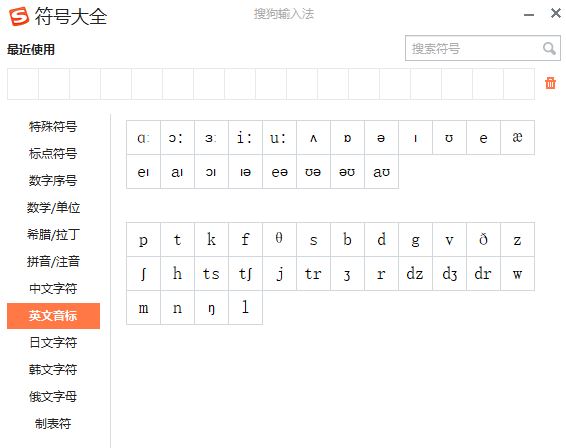 符号大全
搜狗输入法
最近使用
搜索符号
特殊符号
标点符号
数字序号
数学/单位
希腊/拉丁
拼音/注音
中文字符
英文音标
日文字符
韩文字符
俄文字母
制表符
ɑː ɔː ɜː iː uː ʌ ɒ ə ɪ ʊ e æ
eɪ aɪ ɔɪ ɪə eə ʊə əʊ aʊ
p t k f θ s b d g v ð z
ʃ h ts tʃ j tr ʒ r dz dʒ dr w
m n ŋ l